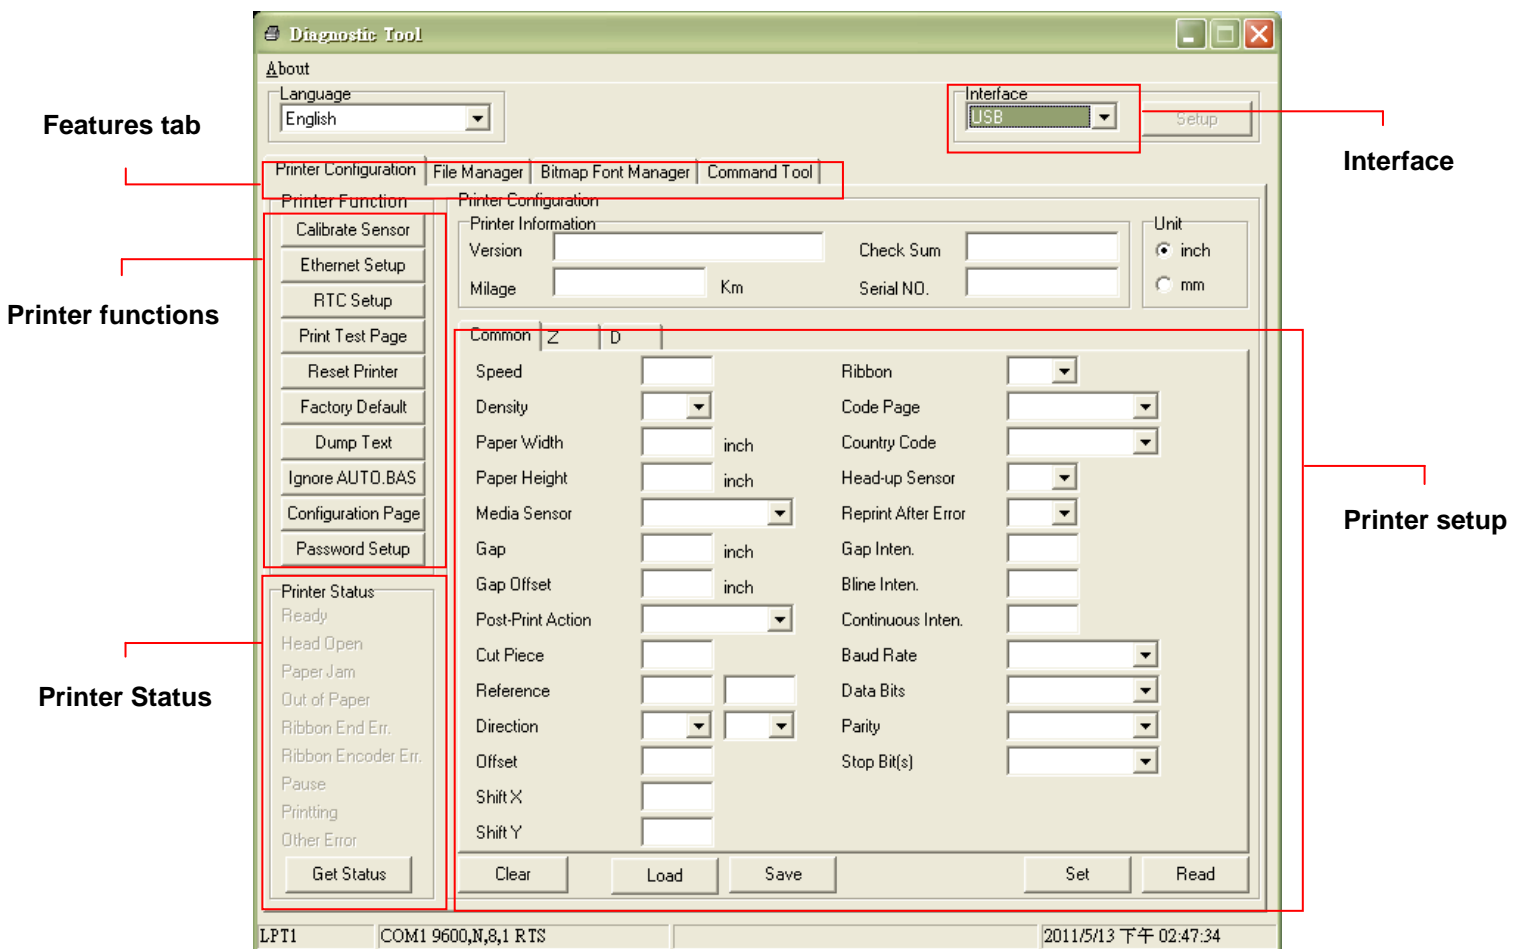 Diagnostic Tool
About
Language
English
Interface
USB
Setup
Features tab
Interface
Printer Configuration
File Manager
Bitmap Font Manager
Command Tool
Printer Function
Calibrate Sensor
Ethernet Setup
RTC Setup
Print Test Page
Reset Printer
Factory Default
Dump Text
Ignore AUTO.BAS
Configuration Page
Password Setup
Printer functions
Printer Configuration
Printer Information
Version
Check Sum
Milage
Km
Serial NO.
Unit
inch
mm
Common
Z
D
Speed
Ribbon
Density
Code Page
Paper Width
inch
Country Code
Paper Height
inch
Head-up Sensor
Media Sensor
Reprint After Error
Gap
inch
Gap Inten.
Gap Offset
inch
Bline Inten.
Post-Print Action
Continuous Inten.
Cut Piece
Baud Rate
Reference
Data Bits
Direction
Parity
Offset
Stop Bit(s)
Shift X
Shift Y
Printer setup
Printer Status
Ready
Head Open
Paper Jam
Out of Paper
Ribbon End Err.
Ribbon Encoder Err.
Pause
Printting
Other Error
Get Status
Printer Status
Clear
Load
Save
Set
Read
LPT1
COM1 9600,N,8,1 RTS
2011/5/13 下午 02:47:34